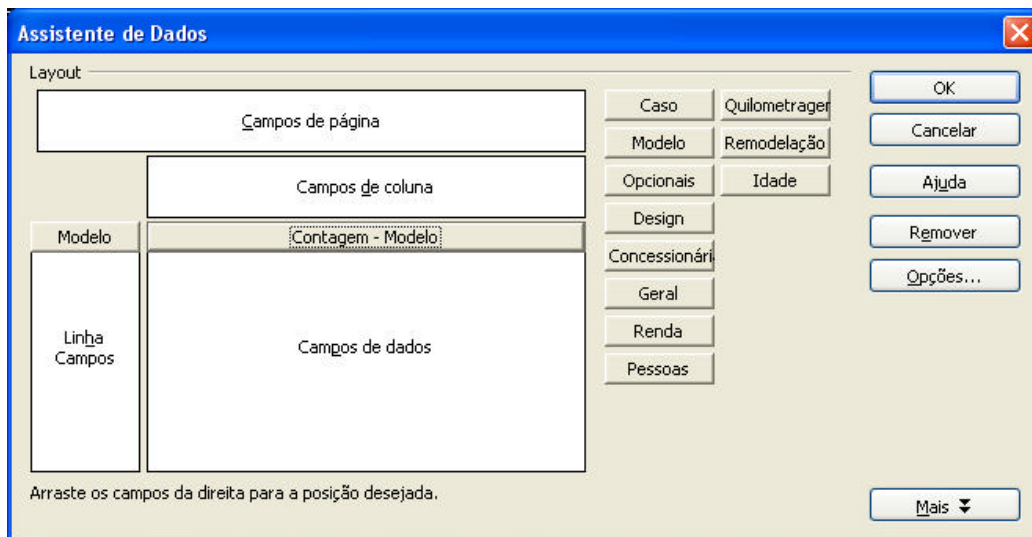 Assistente de Dados
Layout
Campos de página
Campos de coluna
Modelo
Contagem - Modelo
Linha
Campos
Campos de dados
Caso
Quilometrager
Modelo
Remodelação
Opcionais
Idade
Design
Concessionári
Geral
Renda
Pessoas
OK
Cancelar
Ajuda
Remover
Opções...
Arraste os campos da direita para a posição desejada.
Mais